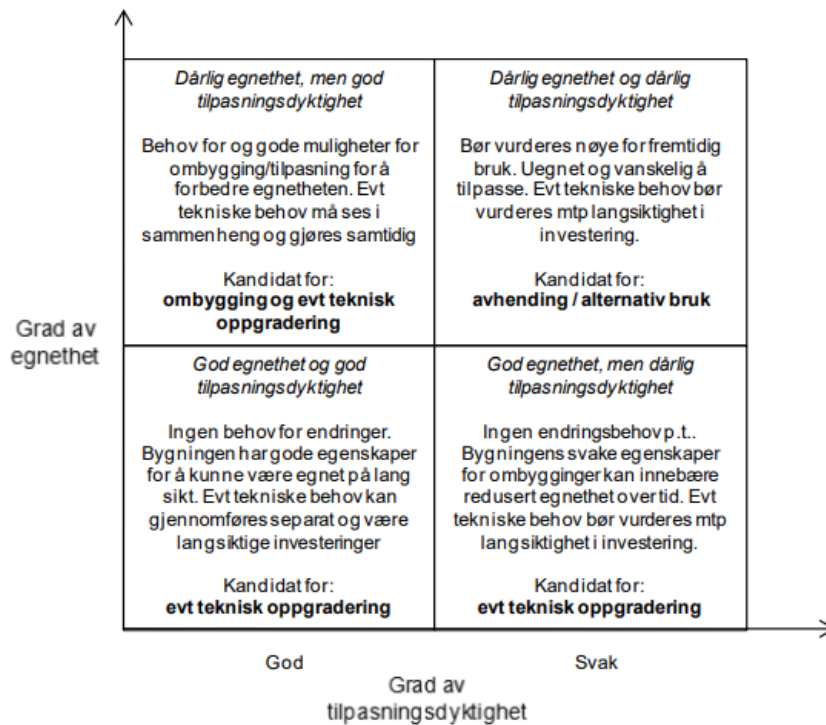 Dårlig egnethet, men god
tilpasningsdyktighet
Behov for og gode muligheter for
ombygging/tilpasning for å
forbedre egnetheten. Evt
tekniske behov må ses i
sammenheng og gjøres samtidig
Kandidat for:
ombygging og evt teknisk
oppgradering
Dårlig egnethet og dårlig
tilpasningsdyktighet
Bør vurderes nøye for fremtidig
bruk. Uegnet og vanskelig å
tilpasse. Evt tekniske behov bør
vurderes mtp langsiktighet i
investering.
Kandidat for:
avhending / alternativ bruk
Grad av
egnethet
God egnethet og god
tilpasningsdyktighet
Ingen behov for endringer.
Bygningen har gode egenskaper
for å kunne være egnet på lang
sikt. Evt tekniske behov kan
gjennomføres separat og være
langsiktige investeringer
Kandidat for:
evt teknisk oppgradering
God egnethet, men dårlig
tilpasningsdyktighet
Ingen endringsbehov p.t..
Bygningens svake egenskaper
for ombygginger kan innebære
redusert egnethet over tid. Evt
tekniske behov bør vurderes mtp
langsiktighet i investering.
Kandidat for:
evt teknisk oppgradering
God
Svak
Grad av
tilpasningsdyktighet